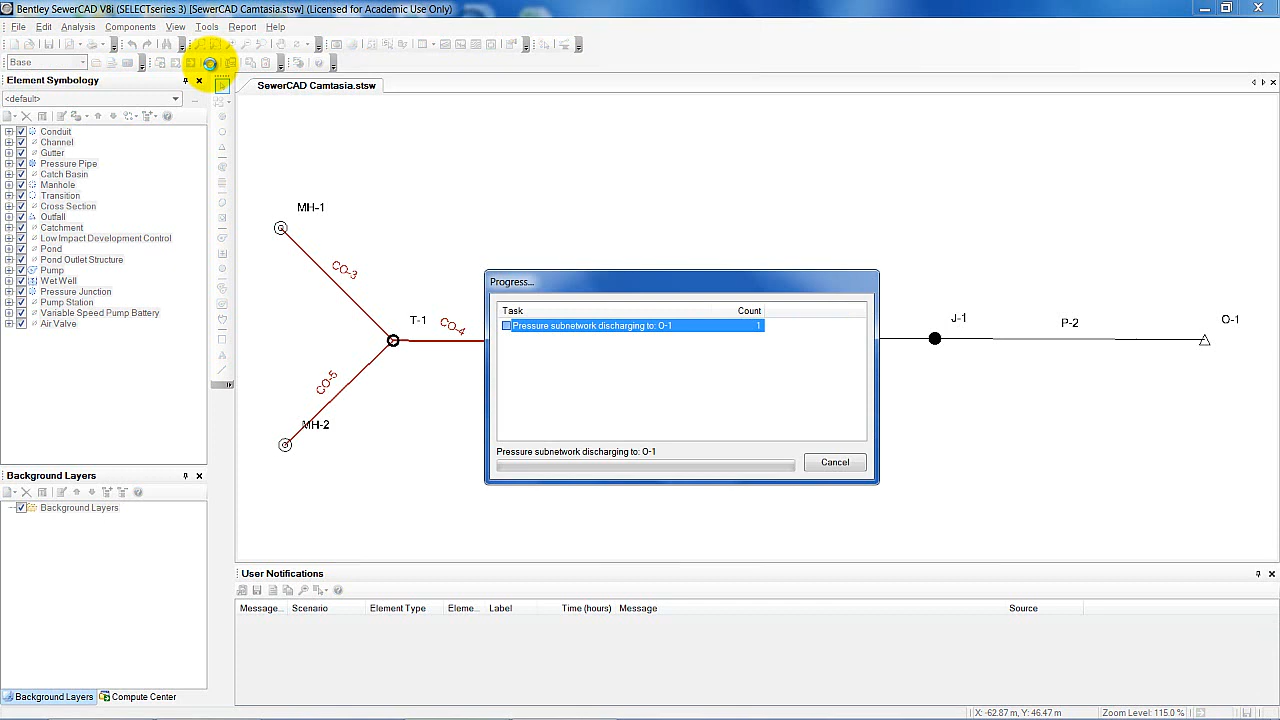 Bentley SewerCAD V8i (SELECTseries 3) [SewerCAD Camtasia.stsw] (Licensed for Academic Use Only)
File Edit Analysis Components View Tools Report Help
Base
Element Symbology
SewerCAD Camtasia.stsw
<default>
Conduit
Channel
Gutter
Pressure Pipe
Catch Basin
Manhole
Transition
Cross Section
Outfall
Catchment
Low Impact Development Control
Pond
Pond Outlet Structure
Pump
Wet Well
Pressure Junction
Pump Station
Variable Speed Pump Battery
Air Valve
MH-1
CO-3
T-1
CO-4
CO-5
MH-2
Progress...
Task Count
Pressure subnetwork discharging to: O-1 1
Pressure subnetwork discharging to: O-1
Cancel
J-1
P-2
O-1
Background Layers
Background Layers
Background Layers Compute Center
User Notifications
Message... Scenario Element Type Eleme... Label Time (hours) Message Source
X: -62.87 m, Y: 46.47 m Zoom Level: 115.0 %